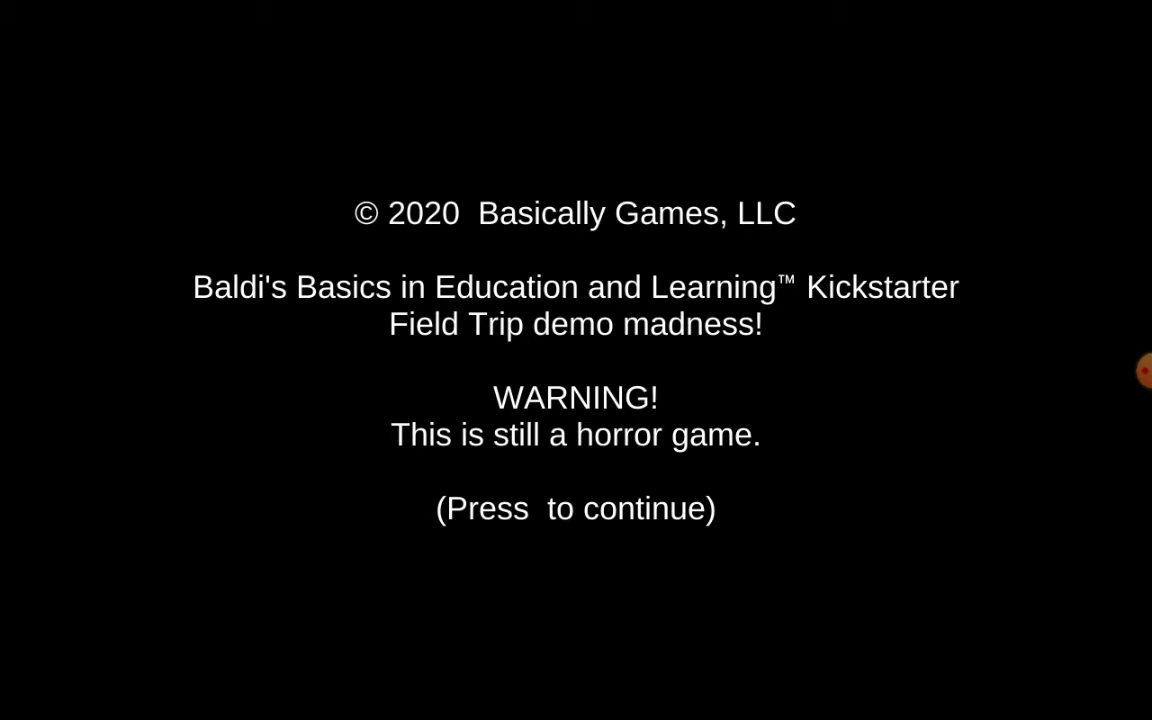 © 2020  Basically Games, LLC
Baldi's Basics in Education and Learning™ Kickstarter
Field Trip demo madness!
WARNING!
This is still a horror game.
(Press  to continue)